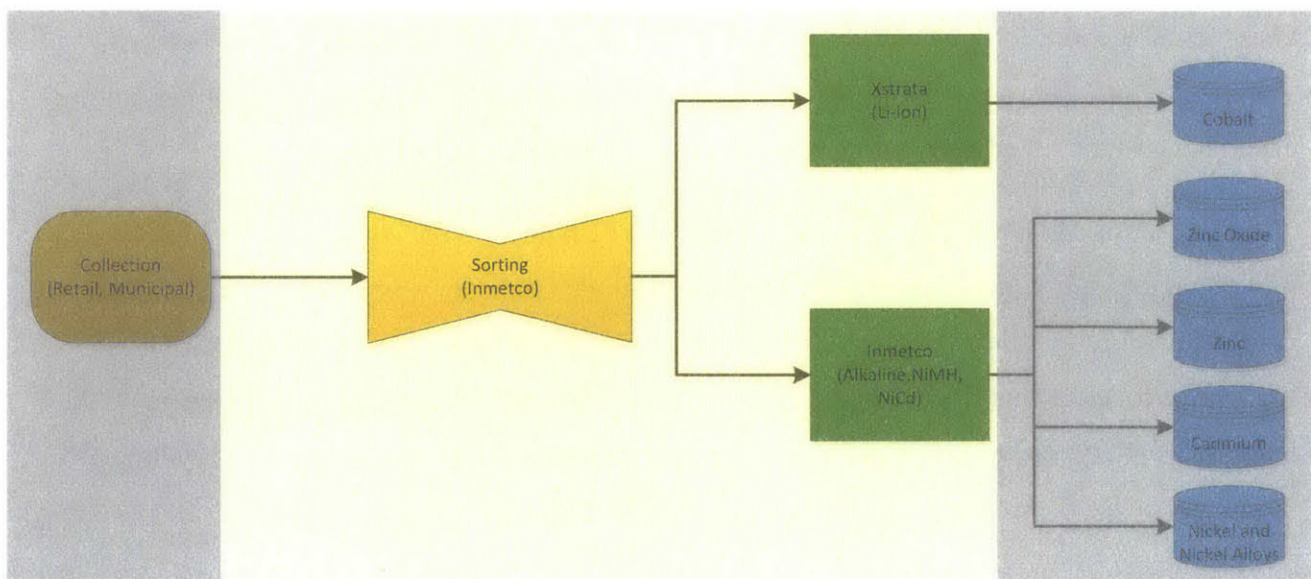 Collection
(Retail, Municipal)
Sorting
(Inmetco)
Xstrata
(Li-ion)
Inmetco
(Alkaline,NiMH,
NiCd)
Cobalt
Zinc Oxide
Zinc
Cadmium
Nickel and
Nickel Alloys